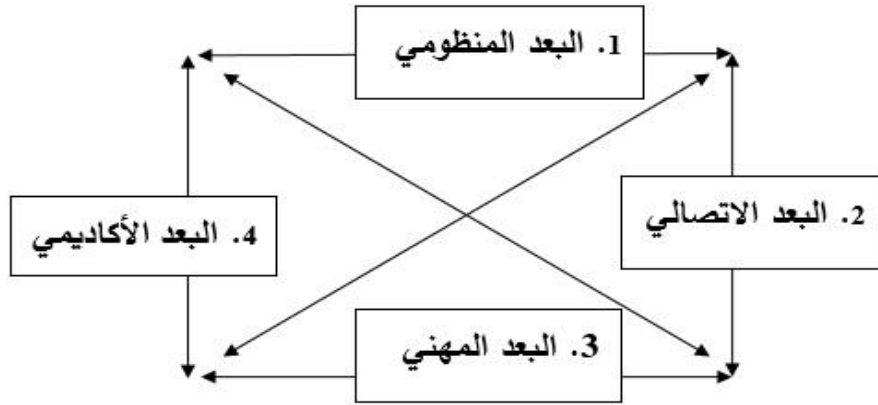 1. البعد المنظومي
2. البعد الاتصالي
4. البعد الأكاديمي
3. البعد المهني